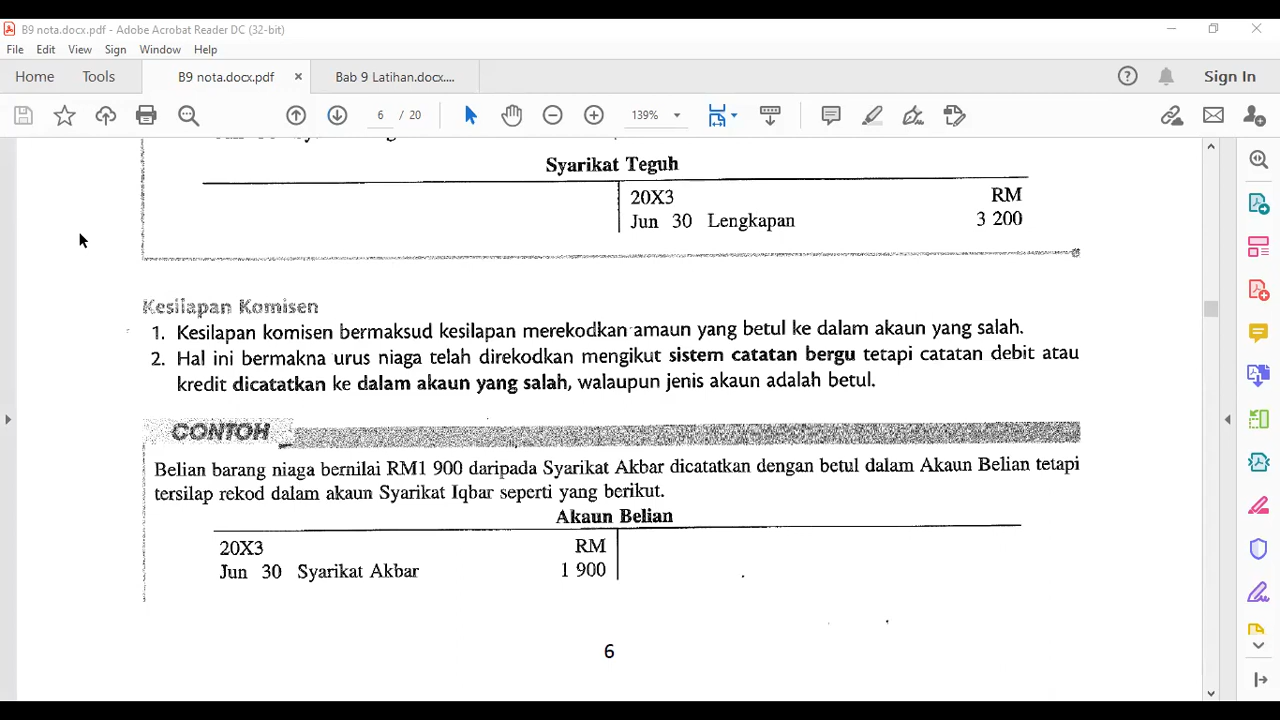 B9 nota.docx.pdf - Adobe Acrobat Reader DC (32-bit)
File Edit View Sign Window Help
Home Tools B9 nota.docx.pdf × Bab 9 Latihan.docx.... Sign In
6 / 20 139%
Syarikat Teguh
20X3 RM
Jun 30 Lengkapan 3 200
Kesilapan Komisen
1. Kesilapan komisen bermaksud kesilapan merekodkan amaun yang betul ke dalam akaun yang salah.
2. Hal ini bermakna urus niaga telah direkodkan mengikut sistem catatan bergu tetapi catatan debit atau
kredit dicatatkan ke dalam akaun yang salah, walaupun jenis akaun adalah betul.
CONTOH
Belian barang niaga bernilai RM1 900 daripada Syarikat Akbar dicatatkan dengan betul dalam Akaun Belian tetapi
tersilap rekod dalam akaun Syarikat Iqbar seperti yang berikut.
Akaun Belian
20X3 RM
Jun 30 Syarikat Akbar 1 900
6